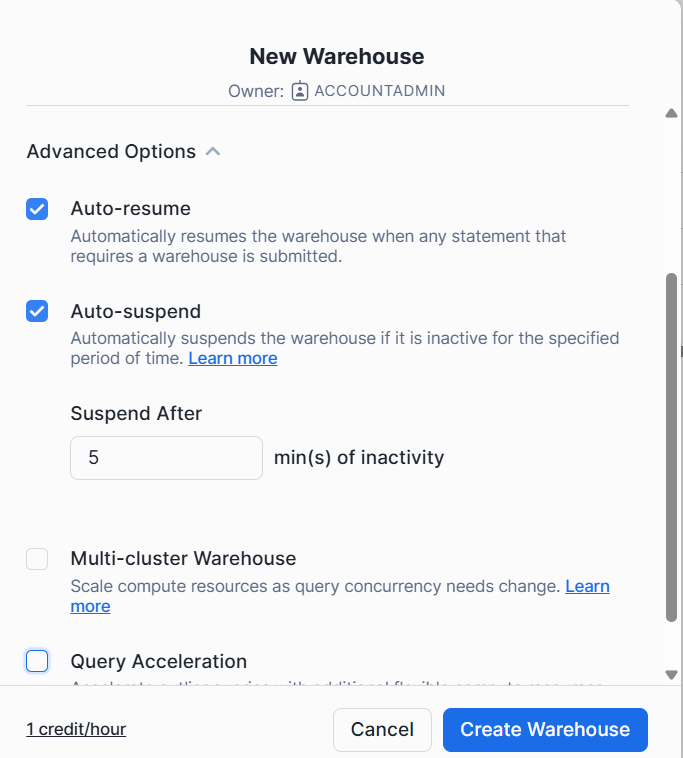 New Warehouse
Owner: ACCOUNTADMIN
Advanced Options
Auto-resume
Automatically resumes the warehouse when any statement that
requires a warehouse is submitted.
Auto-suspend
Automatically suspends the warehouse if it is inactive for the specified
period of time. Learn more
Suspend After
5 min(s) of inactivity
Multi-cluster Warehouse
Scale compute resources as query concurrency needs change. Learn
more
Query Acceleration
1 credit/hour
Cancel
Create Warehouse